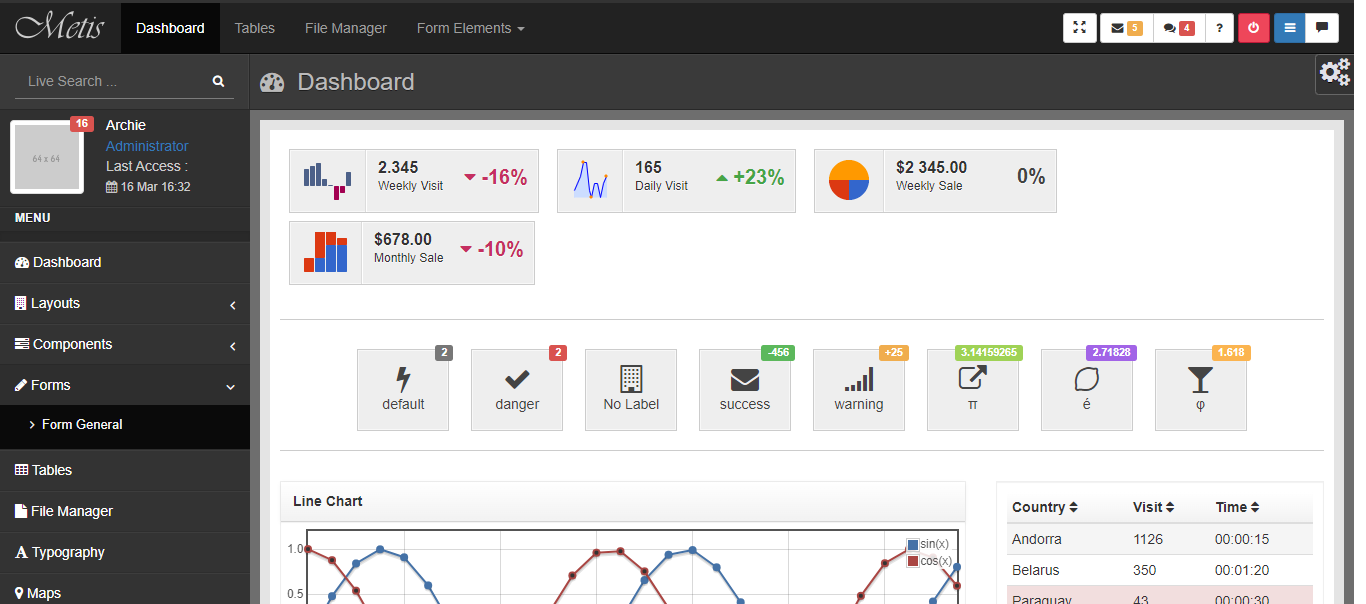 Metis
Dashboard
Tables
File Manager
Form Elements
5
4
?
Live Search ...
Dashboard
64 x 64
16
Archie
Administrator
Last Access :
16 Mar 16:32
MENU
Dashboard
Layouts
Components
Forms
Form General
Tables
File Manager
Typography
Maps
2.345
Weekly Visit
-16%
165
Daily Visit
+23%
$2 345.00
Weekly Sale
0%
$678.00
Monthly Sale
-10%
2
default
2
danger
No Label
-456
success
+25
warning
3.14159265
π
2.71828
é
1.618
φ
Line Chart
1.0
0.5
sin(x)
cos(x)
Country Visit Time
Andorra 1126 00:00:15
Belarus 350 00:01:20
Paraguay 43 00:00:30